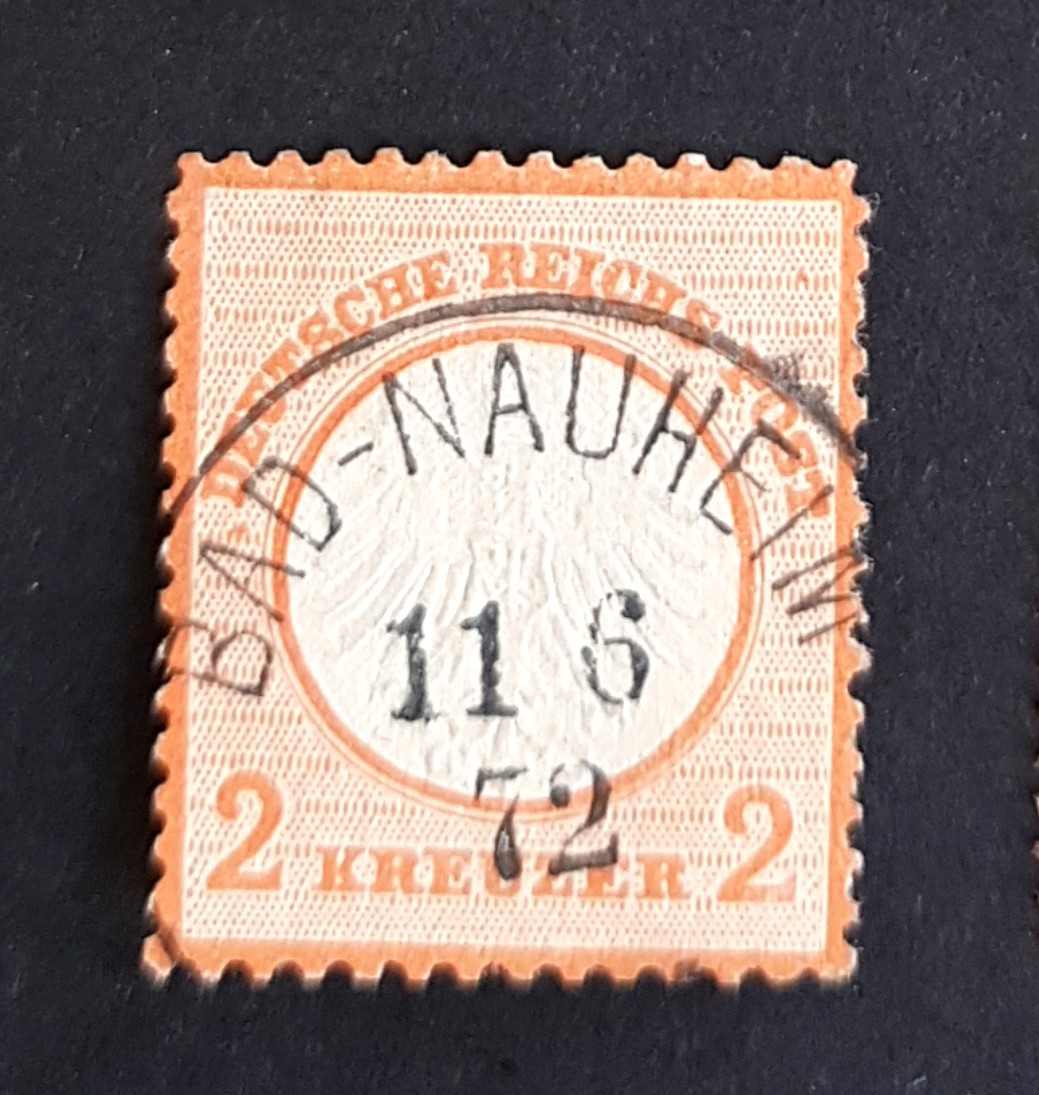 DEUTSCHE REICHS-POST
BAD-NAUHEIM
11 6
72
2 KREUZER 2